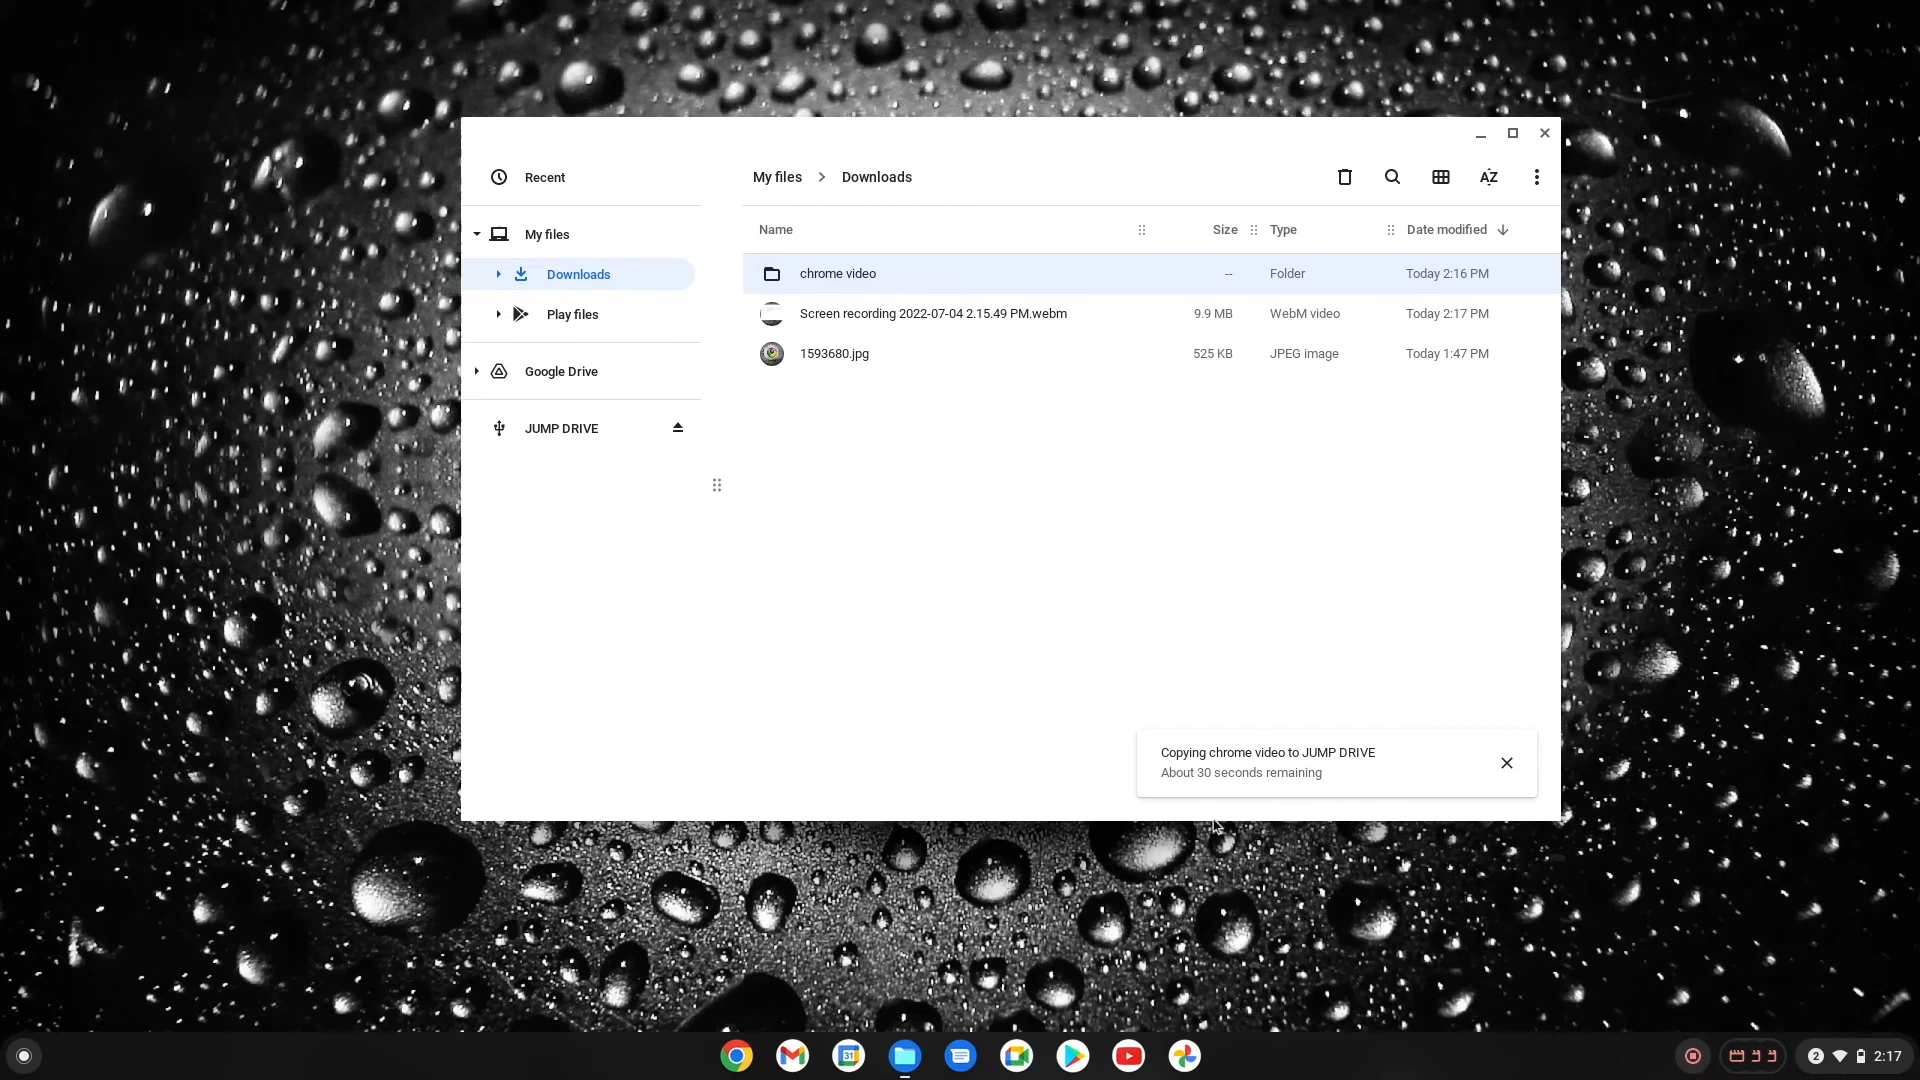 Recent
My files
Downloads
Play files
Google Drive
JUMP DRIVE
My files > Downloads
AZ
Name Size Type Date modified
chrome video -- Folder Today 2:16 PM
Screen recording 2022-07-04 2.15.49 PM.webm 9.9 MB WebM video Today 2:17 PM
1593680.jpg 525 KB JPEG image Today 1:47 PM
Copying chrome video to JUMP DRIVE
About 30 seconds remaining
31
2 2:17